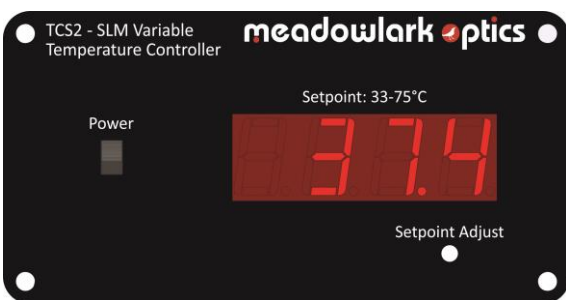 TCS2 - SLM Variable
Temperature Controller
meadowlark optics
Setpoint: 33-75°C
Power
37.4
Setpoint Adjust